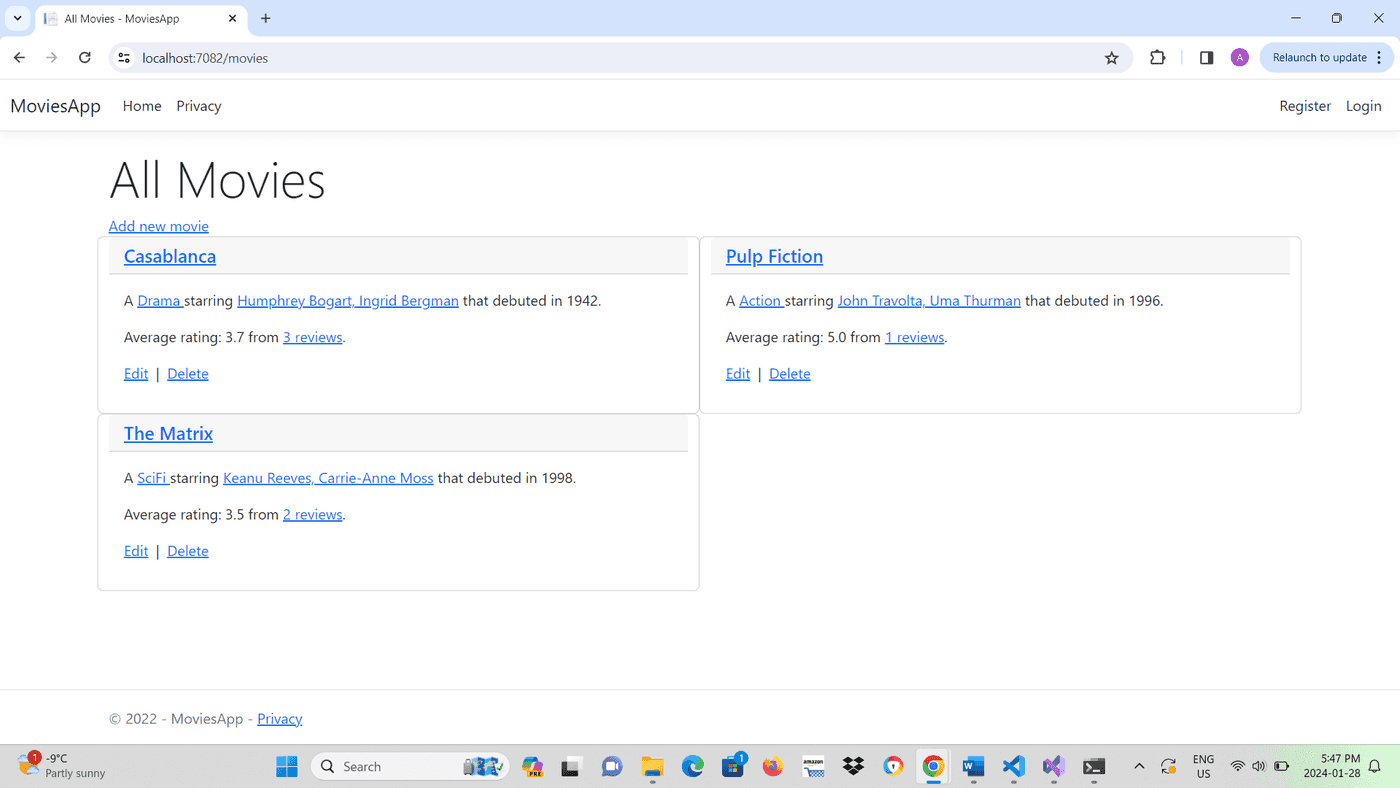 All Movies - MoviesApp
localhost:7082/movies
A
Relaunch to update
MoviesApp Home Privacy Register Login
All Movies
Add new movie
Casablanca
A Drama starring Humphrey Bogart, Ingrid Bergman that debuted in 1942.
Average rating: 3.7 from 3 reviews.
Edit | Delete
Pulp Fiction
A Action starring John Travolta, Uma Thurman that debuted in 1996.
Average rating: 5.0 from 1 reviews.
Edit | Delete
The Matrix
A SciFi starring Keanu Reeves, Carrie-Anne Moss that debuted in 1998.
Average rating: 3.5 from 2 reviews.
Edit | Delete
© 2022 - MoviesApp - Privacy
1
-9°C
Partly sunny
Search
PRE
1
amazon
W
ENG
US
5:47 PM
2024-01-28